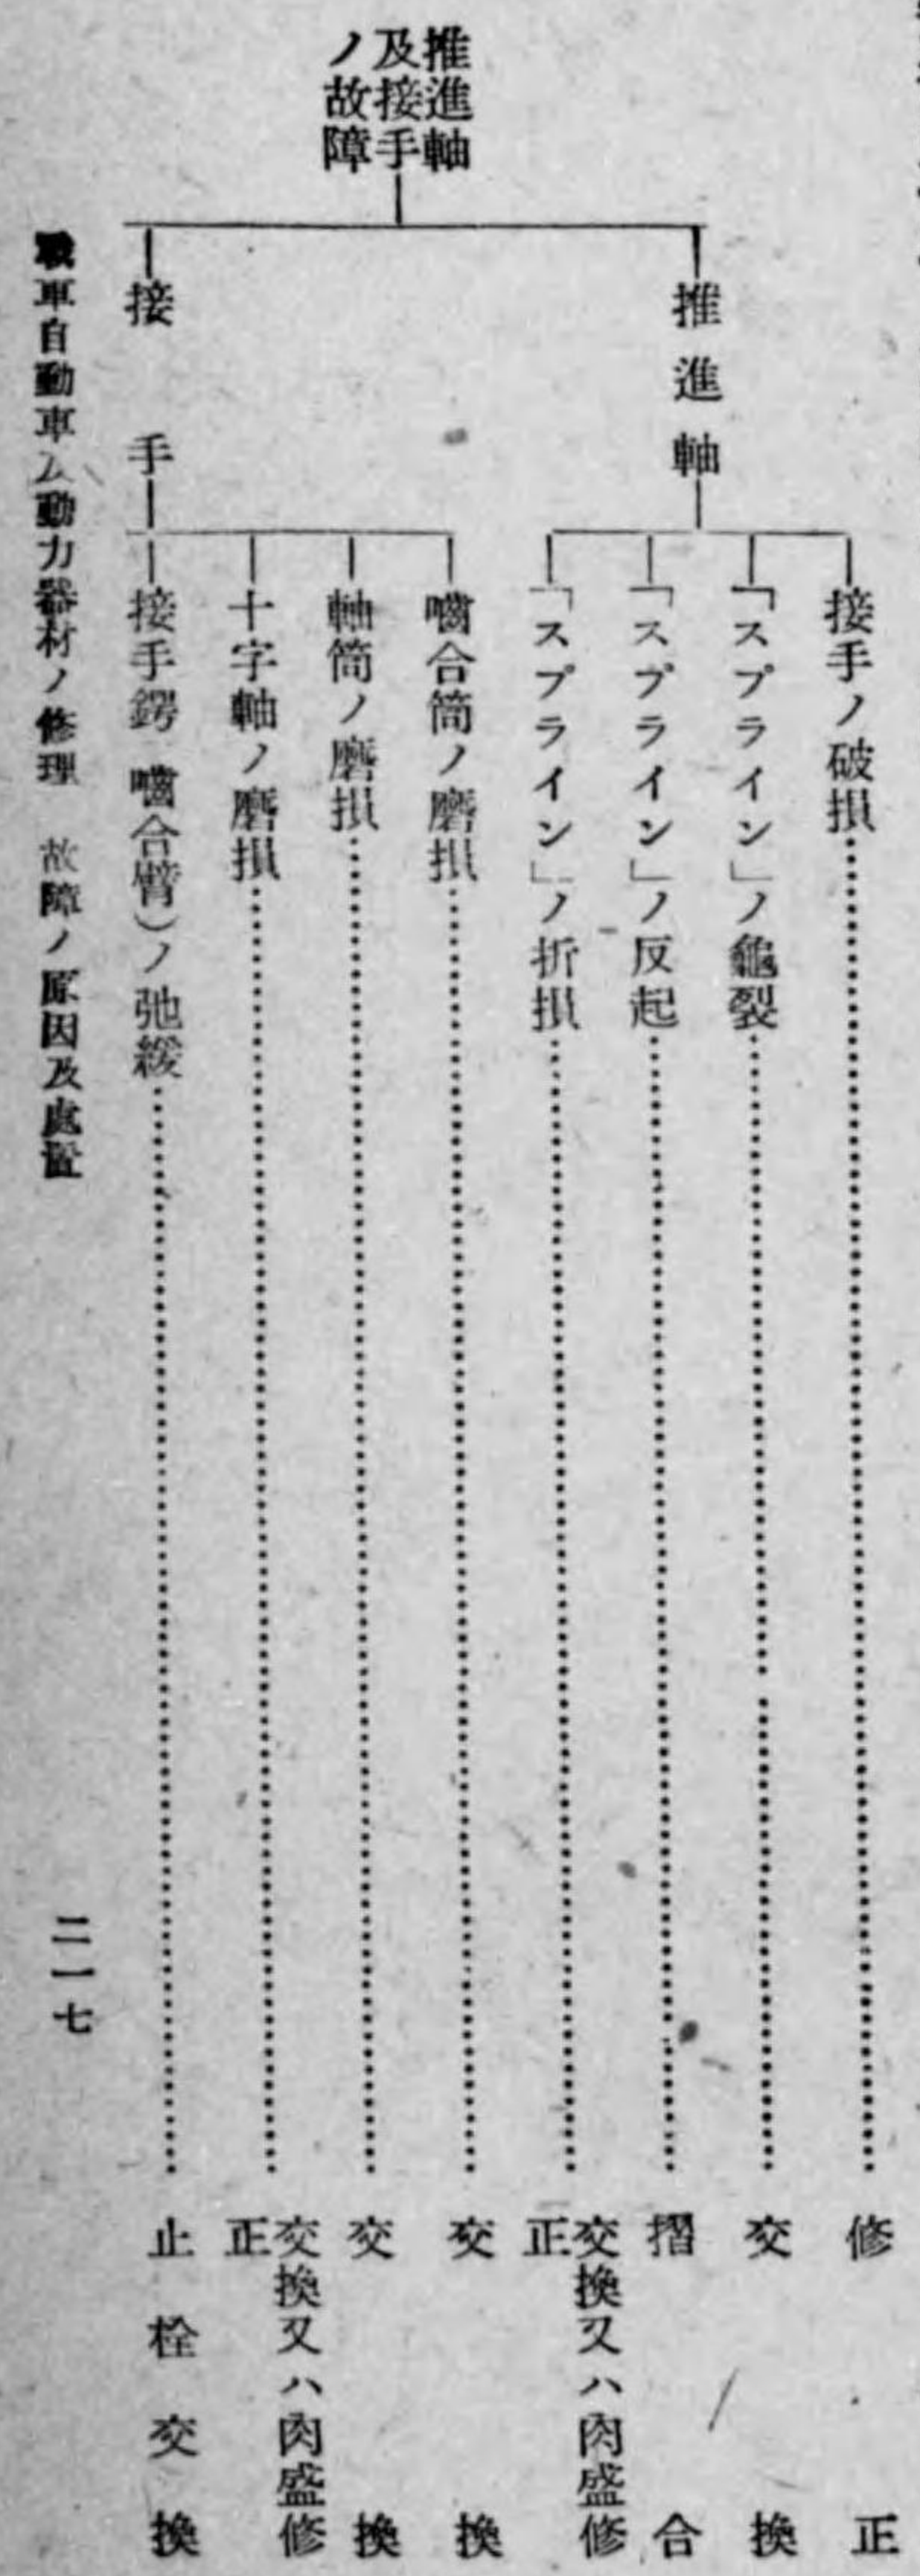 推進軸
及接手
ノ故障
推進軸
接手ノ破損……修正
「スプライン」ノ龜裂……交換
「スプライン」ノ反起……摺合
「スプライン」ノ折損……交換又ハ肉盛修
正
接手
嚙合筒ノ磨損……交換
軸筒ノ磨損……交換
十字軸ノ磨損……交換又ハ肉盛修
正
接手鍔 嚙合臂)ノ弛緩……止栓交換
戰車自動車及動力器材ノ修理 故障ノ原因及處置
二一七